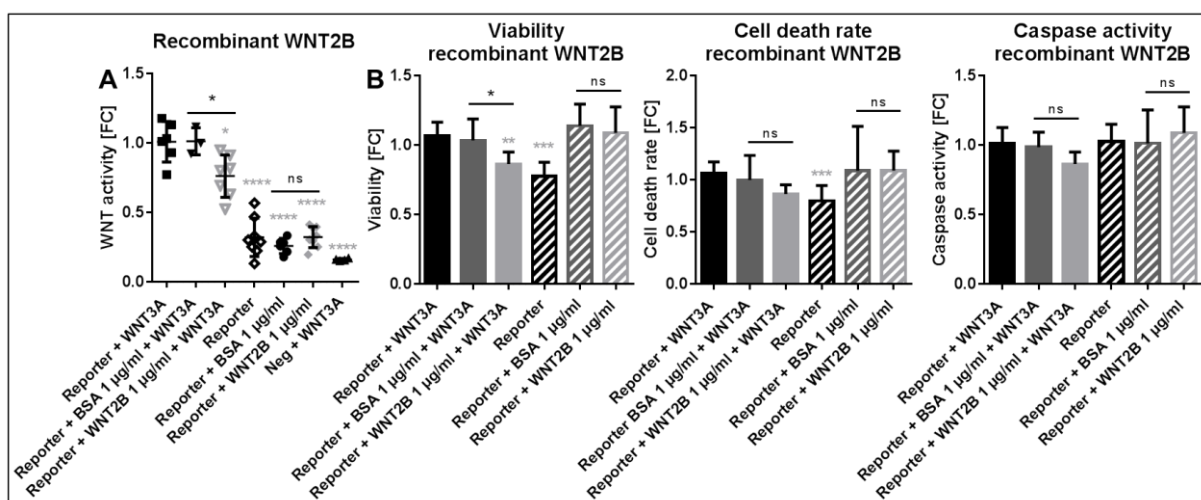 Recombinant WNT2B
A
WNT activity [FC]
1.5
1.0
0.5
0.0
*
*
****
ns
****
****
****
Reporter + WNT3A
Reporter + BSA 1 µg/ml + WNT3A
Reporter + WNT2B 1 µg/ml + WNT3A
Reporter
Reporter + BSA 1 µg/ml
Reporter + WNT2B 1 µg/ml
Neg + WNT3A
Viability
recombinant WNT2B
B
Viability [FC]
1.5
1.0
0.5
0.0
*
**
***
ns
Reporter + WNT3A
Reporter + BSA 1 µg/ml + WNT3A
Reporter + WNT2B 1 µg/ml + WNT3A
Reporter
Reporter + BSA 1 µg/ml
Reporter + WNT2B 1 µg/ml
Cell death rate
recombinant WNT2B
Cell death rate [FC]
2.0
1.5
1.0
0.5
0.0
ns
***
ns
Reporter + WNT3A
Reporter BSA 1 µg/ml + WNT3A
Reporter + WNT2B 1 µg/ml + WNT3A
Reporter
Reporter + BSA 1 µg/ml
Reporter + WNT2B 1 µg/ml
Caspase activity
recombinant WNT2B
Caspase activity [FC]
1.5
1.0
0.5
0.0
ns
ns
Reporter + WNT3A
Reporter + BSA 1 µg/ml + WNT3A
Reporter + WNT2B 1 µg/ml + WNT3A
Reporter
Reporter + BSA 1 µg/ml
Reporter + WNT2B 1 µg/ml